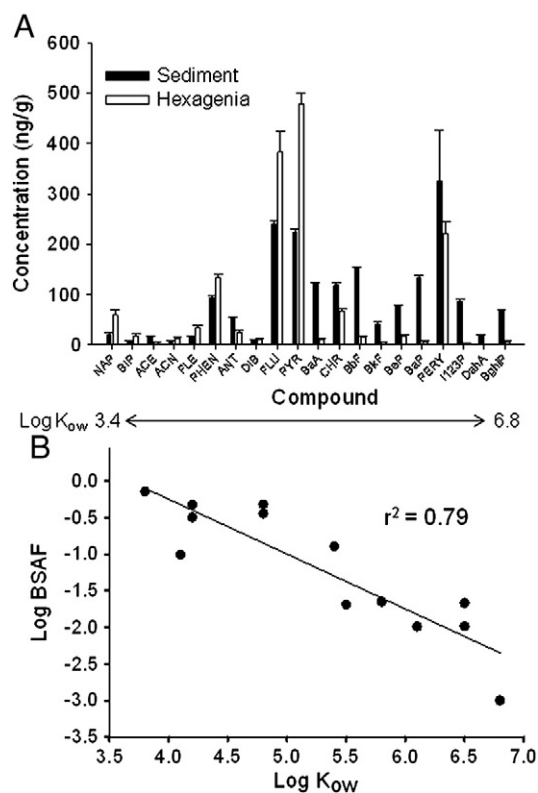 A
600
500
400
300
200
100
0
Concentration (ng/g)
Sediment
Hexagenia
NAP BIP ACE ACN FLE PHEN ANT DIB FLU PYR BaA CHR BbF BkF BeP BaP PERY I123P DahA BghiP
Compound
Log Kow 3.4 6.8
B
0.0
-0.5
-1.0
-1.5
-2.0
-2.5
-3.0
-3.5
Log BSAF
r² = 0.79
3.5 4.0 4.5 5.0 5.5 6.0 6.5 7.0
Log Kow